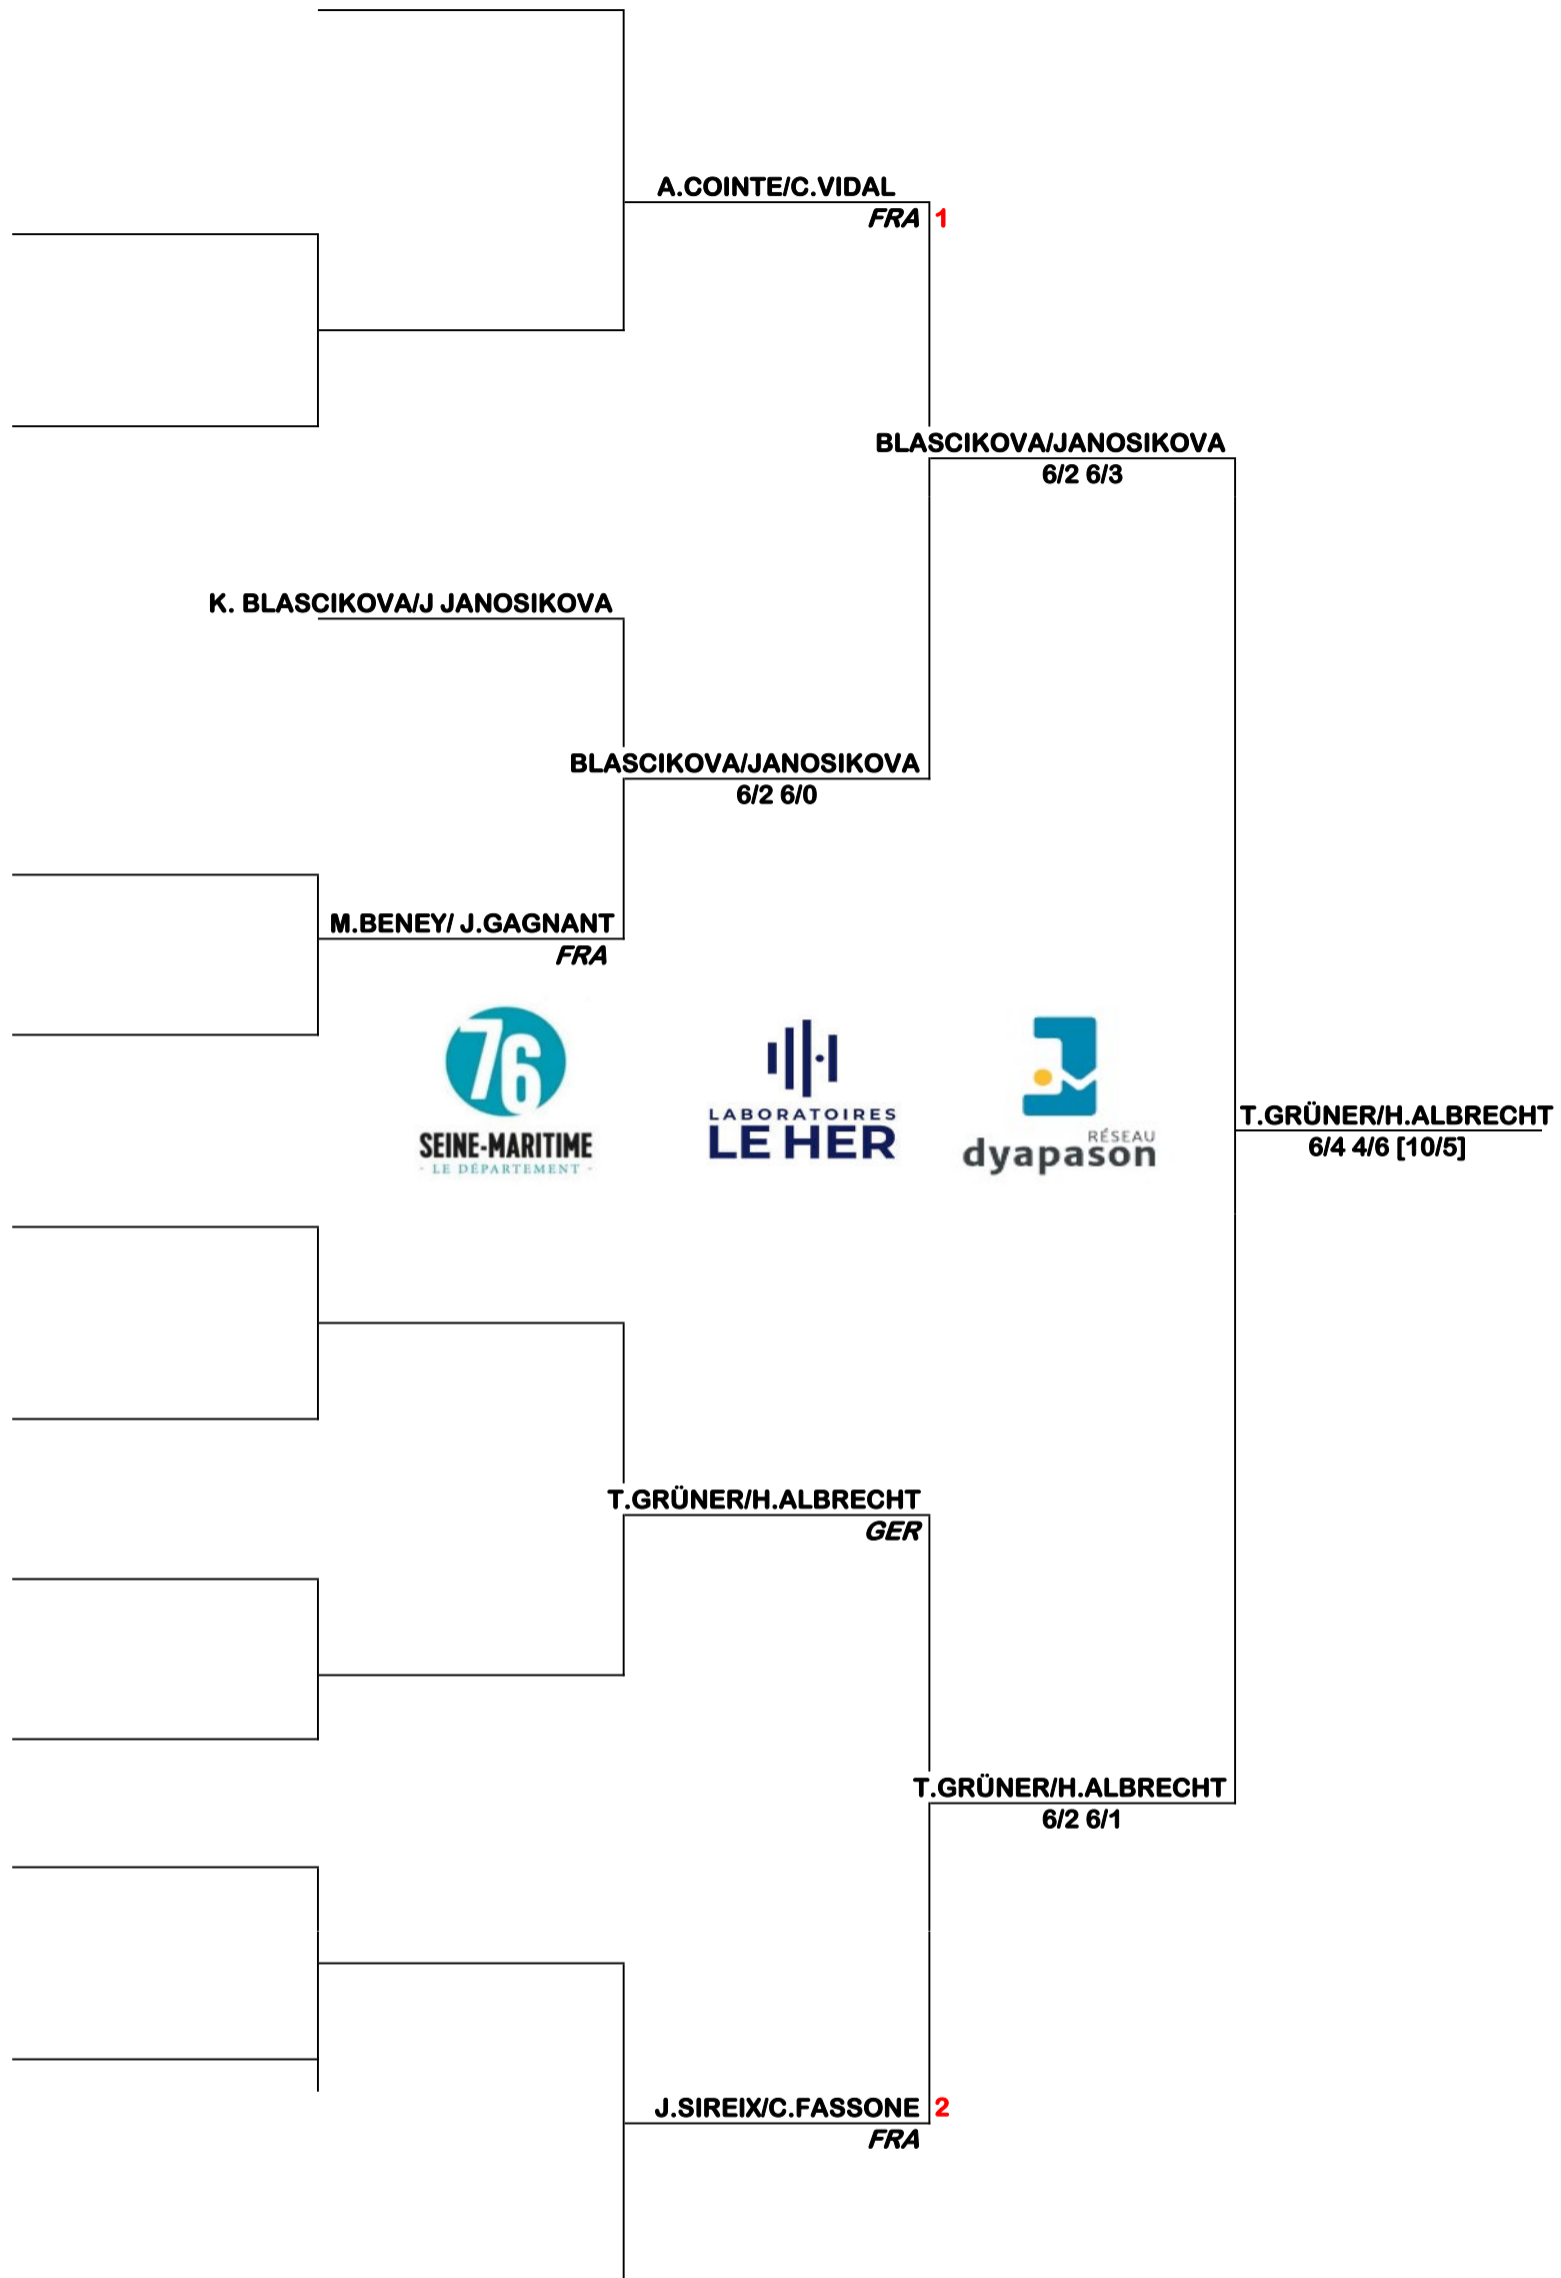 A.COINTE/C.VIDAL
FRA 1
BLASCIKOVA/JANOSIKOVA
6/2 6/3
K. BLASCIKOVA/J JANOSIKOVA
BLASCIKOVA/JANOSIKOVA
6/2 6/0
M.BENEY/ J.GAGNANT
FRA
76
SEINE-MARITIME
- LE DÉPARTEMENT -
LABORATOIRES
LE HER
RÉSEAU
dyapason
T.GRÜNER/H.ALBRECHT
6/4 4/6 [10/5]
T.GRÜNER/H.ALBRECHT
GER
T.GRÜNER/H.ALBRECHT
6/2 6/1
J.SIREIX/C.FASSONE 2
FRA